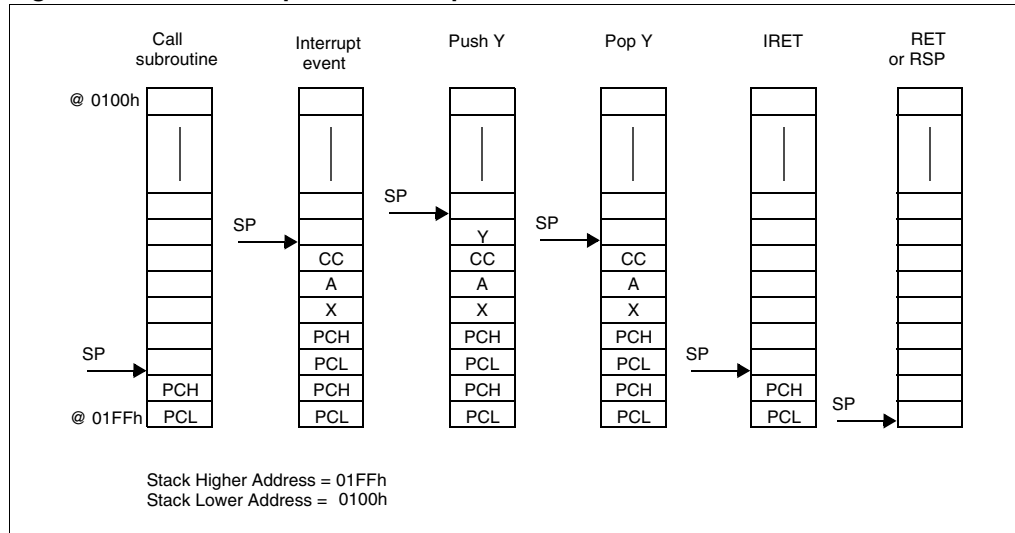 Call
subroutine
Interrupt
event
Push Y
Pop Y
IRET
RET
or RSP
@ 0100h
SP
SP
SP
Y
CC
CC
CC
A
A
A
X
X
X
PCH
PCH
PCH
SP
SP
PCL
PCL
PCL
PCH
PCH
PCH
PCH
PCH
SP
@ 01FFh
PCL
PCL
PCL
PCL
PCL
Stack Higher Address = 01FFh
Stack Lower Address = 0100h